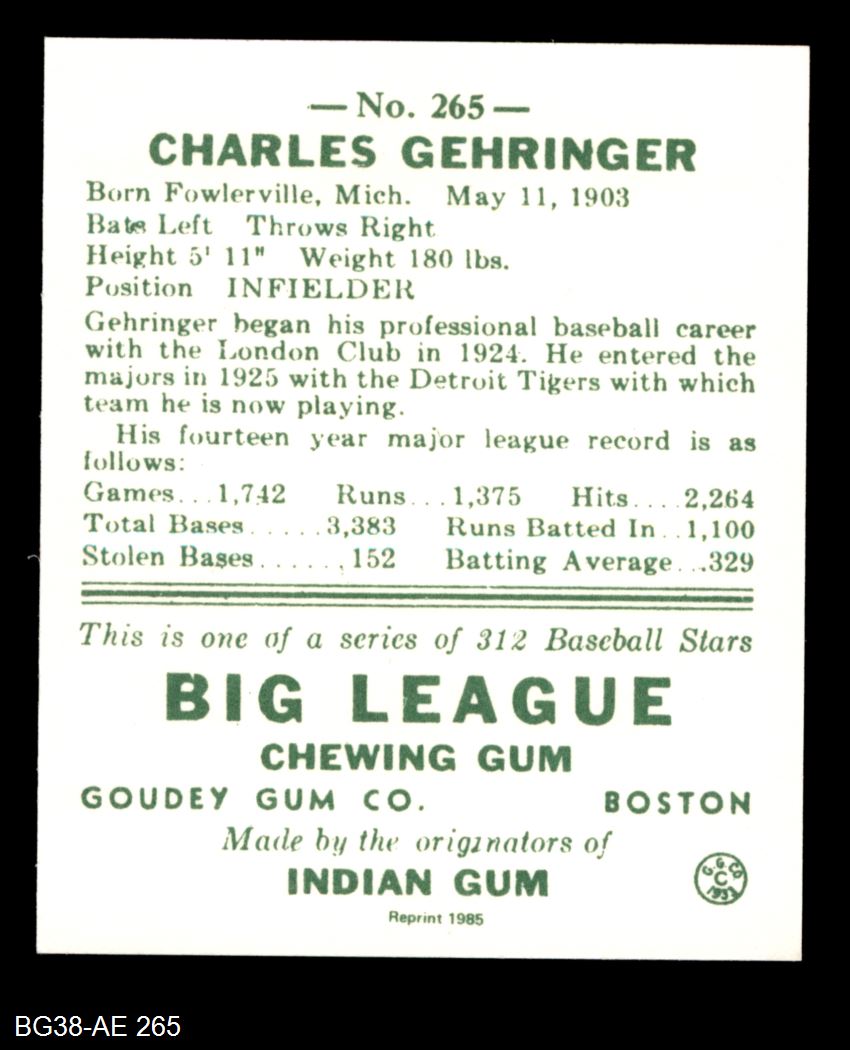 — No. 265 —
CHARLES GEHRINGER
Born Fowlerville, Mich. May 11, 1903
Bats Left Throws Right
Height 5' 11" Weight 180 lbs.
Position INFIELDER
Gehringer began his professional baseball career
with the London Club in 1924. He entered the
majors in 1925 with the Detroit Tigers with which
team he is now playing.
His fourteen year major league record is as
follows:
Games...1,742 Runs...1,375 Hits....2,264
Total Bases......3,383 Runs Batted In..1,100
Stolen Bases.......152 Batting Average...329
This is one of a series of 312 Baseball Stars
BIG LEAGUE
CHEWING GUM
GOUDEY GUM CO. BOSTON
Made by the originators of
INDIAN GUM
G. G. CO
C
Reprint 1985
BG38-AE 265